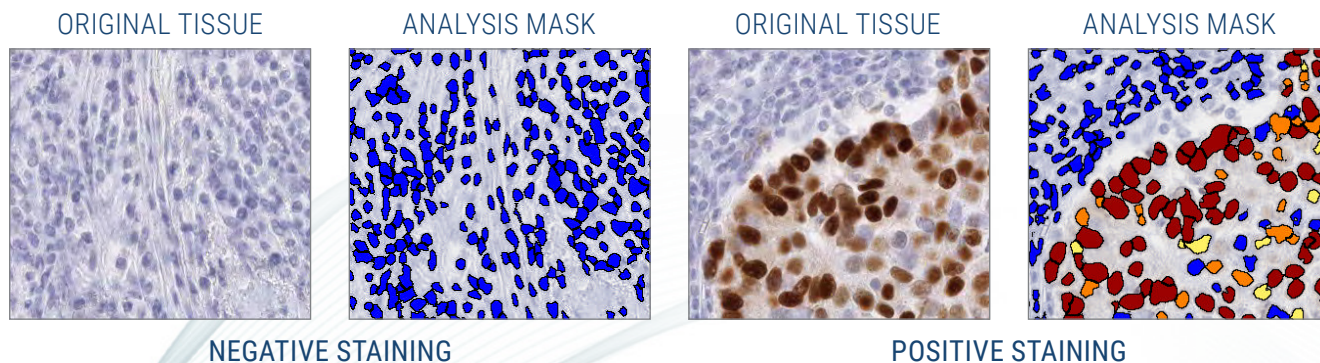 ORIGINAL TISSUE
ANALYSIS MASK
ORIGINAL TISSUE
ANALYSIS MASK
NEGATIVE STAINING
POSITIVE STAINING